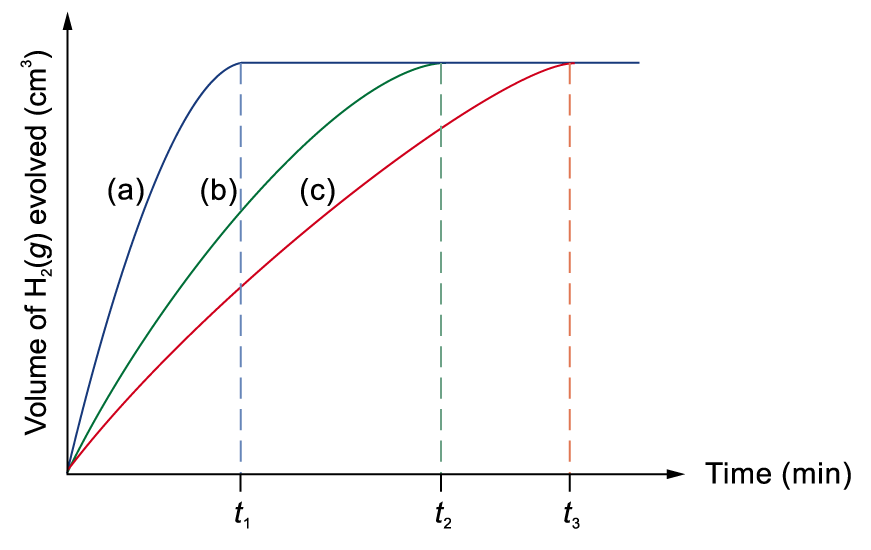 Volume of H₂(g) evolved (cm³)
(a)
(b)
(c)
t₁
t₂
t₃
Time (min)